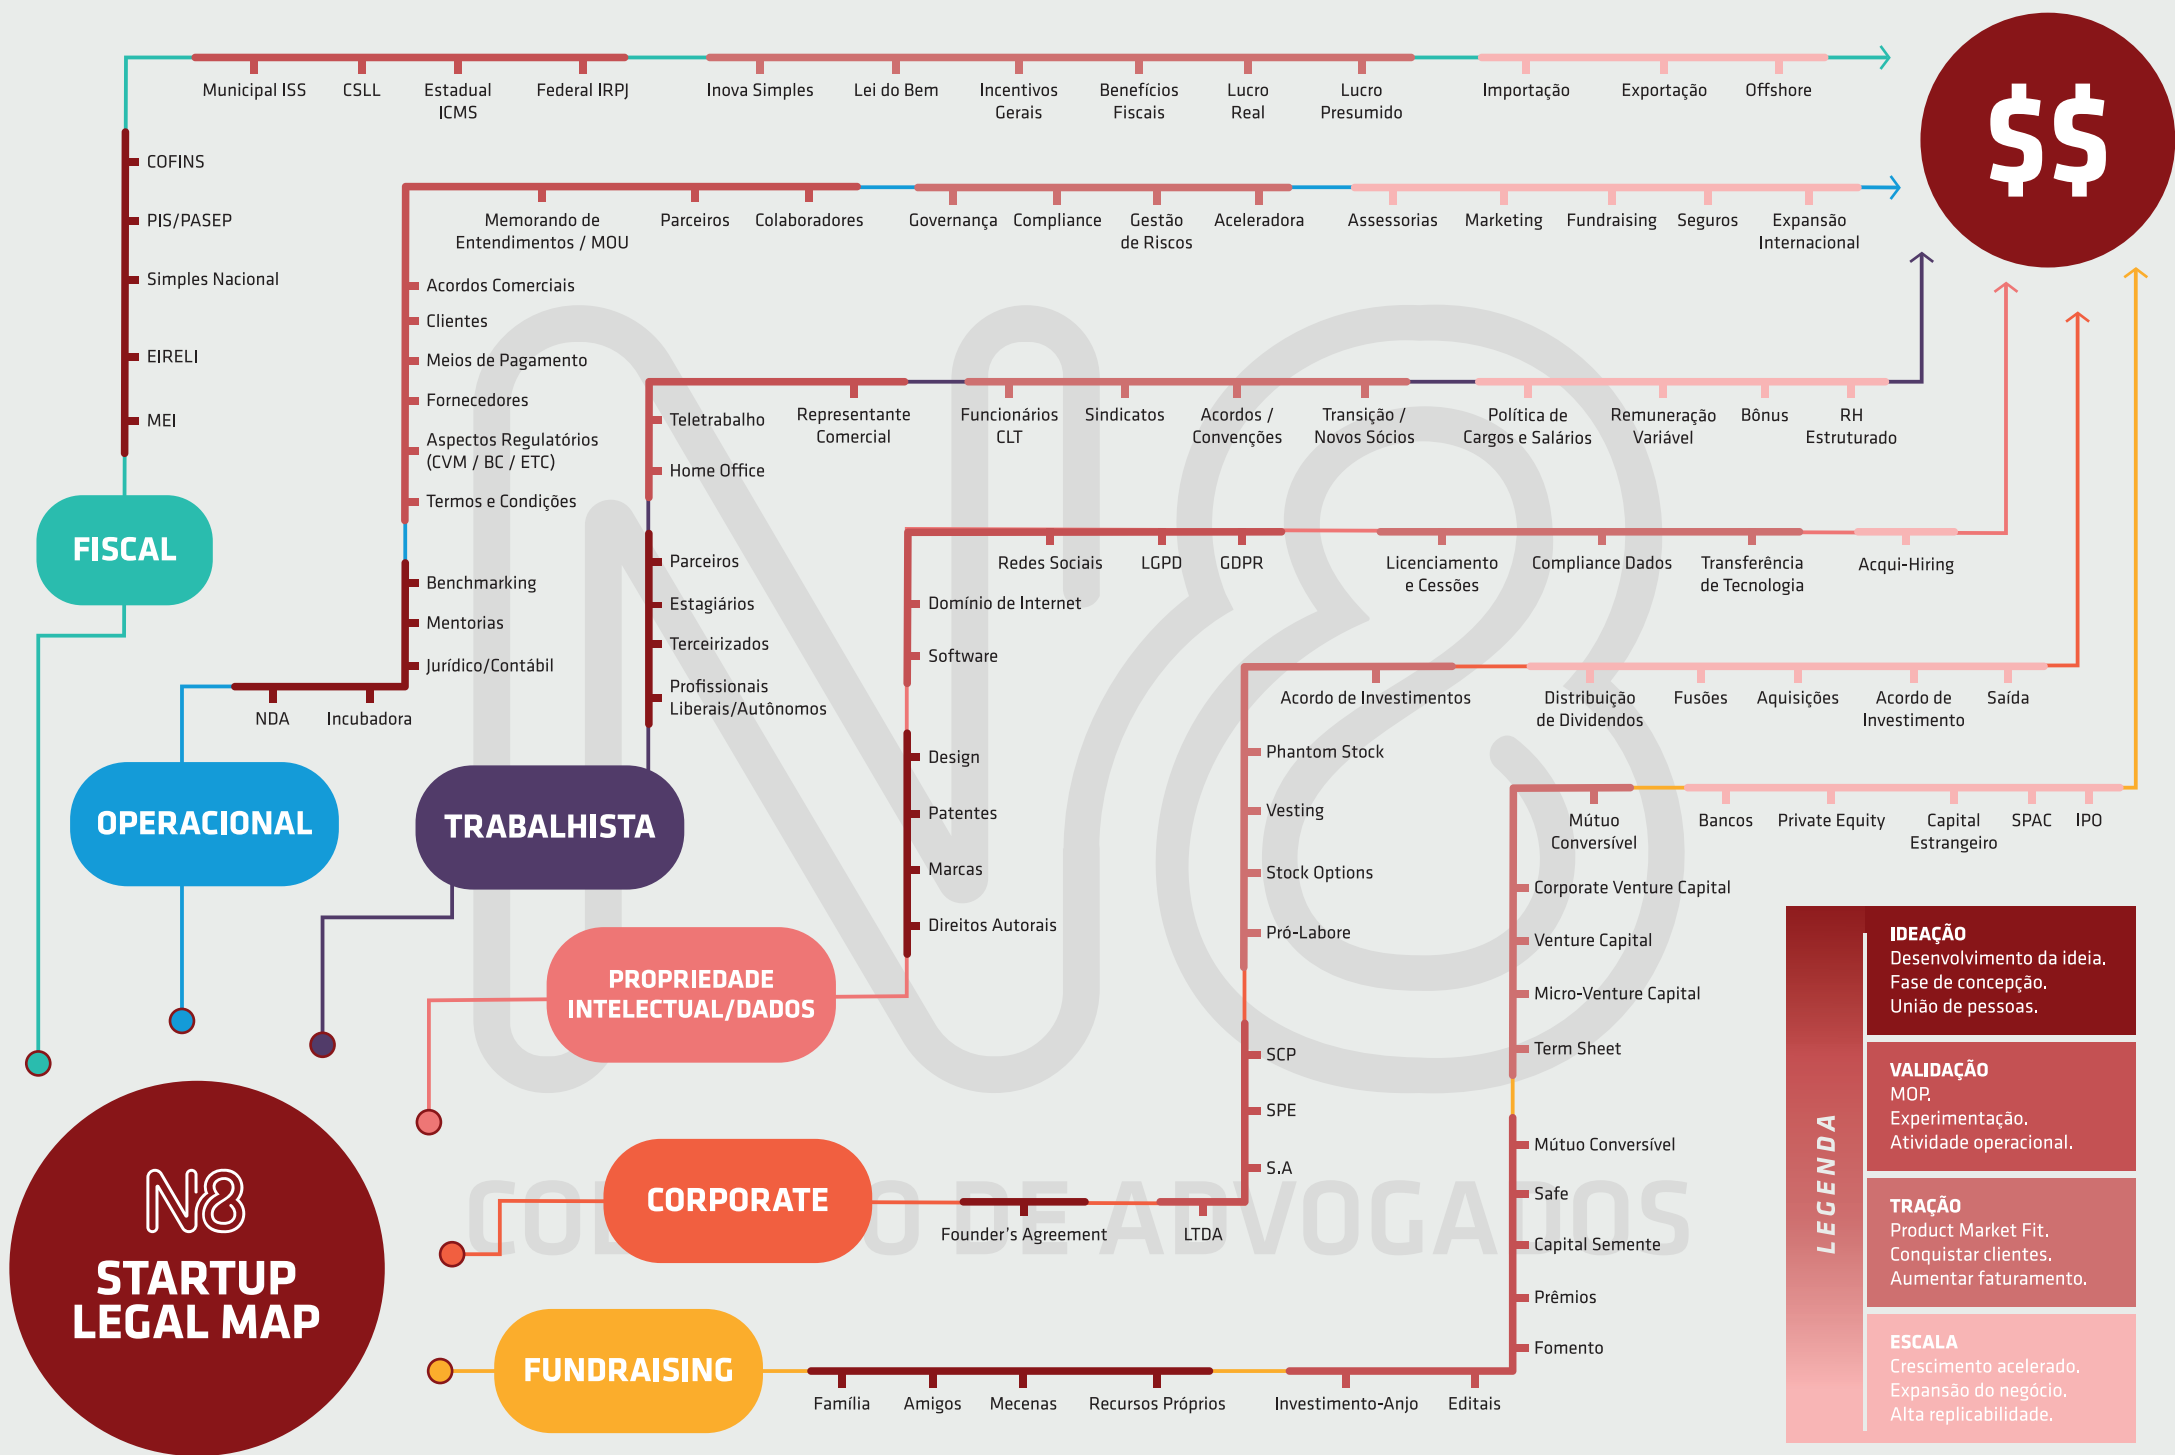 Municipal ISS
CSLL
Estadual
ICMS
Federal IRPJ
Inova Simples
Lei do Bem
Incentivos
Gerais
Benefícios
Fiscais
Lucro
Real
Lucro
Presumido
Importação
Exportação
Offshore
$$
COFINS
PIS/PASEP
Simples Nacional
EIRELI
MEI
FISCAL
Memorando de
Entendimentos / MOU
Parceiros
Colaboradores
Governança
Compliance
Gestão
de Riscos
Aceleradora
Assessorias
Marketing
Fundraising
Seguros
Expansão
Internacional
Acordos Comerciais
Clientes
Meios de Pagamento
Fornecedores
Aspectos Regulatórios
(CVM / BC / ETC)
Termos e Condições
Benchmarking
Mentorias
Jurídico/Contábil
NDA
Incubadora
OPERACIONAL
Teletrabalho
Home Office
Representante
Comercial
Funcionários
CLT
Sindicatos
Acordos /
Convenções
Transição /
Novos Sócios
Política de
Cargos e Salários
Remuneração
Variável
Bônus
RH
Estruturado
Parceiros
Estagiários
Terceirizados
Profissionais
Liberais/Autônomos
TRABALHISTA
Redes Sociais
LGPD
GDPR
Licenciamento
e Cessões
Compliance Dados
Transferência
de Tecnologia
Acqui-Hiring
Domínio de Internet
Software
Design
Patentes
Marcas
Direitos Autorais
PROPRIEDADE
INTELECTUAL/DADOS
Acordo de Investimentos
Distribuição
de Dividendos
Fusões
Aquisições
Acordo de
Investimento
Saída
Phantom Stock
Vesting
Stock Options
Pró-Labore
SCP
SPE
S.A
CORPORATE
Founder's Agreement
LTDA
Mútuo
Conversível
Bancos
Private Equity
Capital
Estrangeiro
SPAC
IPO
Corporate Venture Capital
Venture Capital
Micro-Venture Capital
Term Sheet
Mútuo Conversível
Safe
Capital Semente
Prêmios
Fomento
FUNDRAISING
Família
Amigos
Mecenas
Recursos Próprios
Investimento-Anjo
Editais
N8
STARTUP
LEGAL MAP
LEGENDA
IDEAÇÃO
Desenvolvimento da ideia.
Fase de concepção.
União de pessoas.
VALIDAÇÃO
MOP.
Experimentação.
Atividade operacional.
TRAÇÃO
Product Market Fit.
Conquistar clientes.
Aumentar faturamento.
ESCALA
Crescimento acelerado.
Expansão do negócio.
Alta replicabilidade.
N8
DE ADVOGADOS